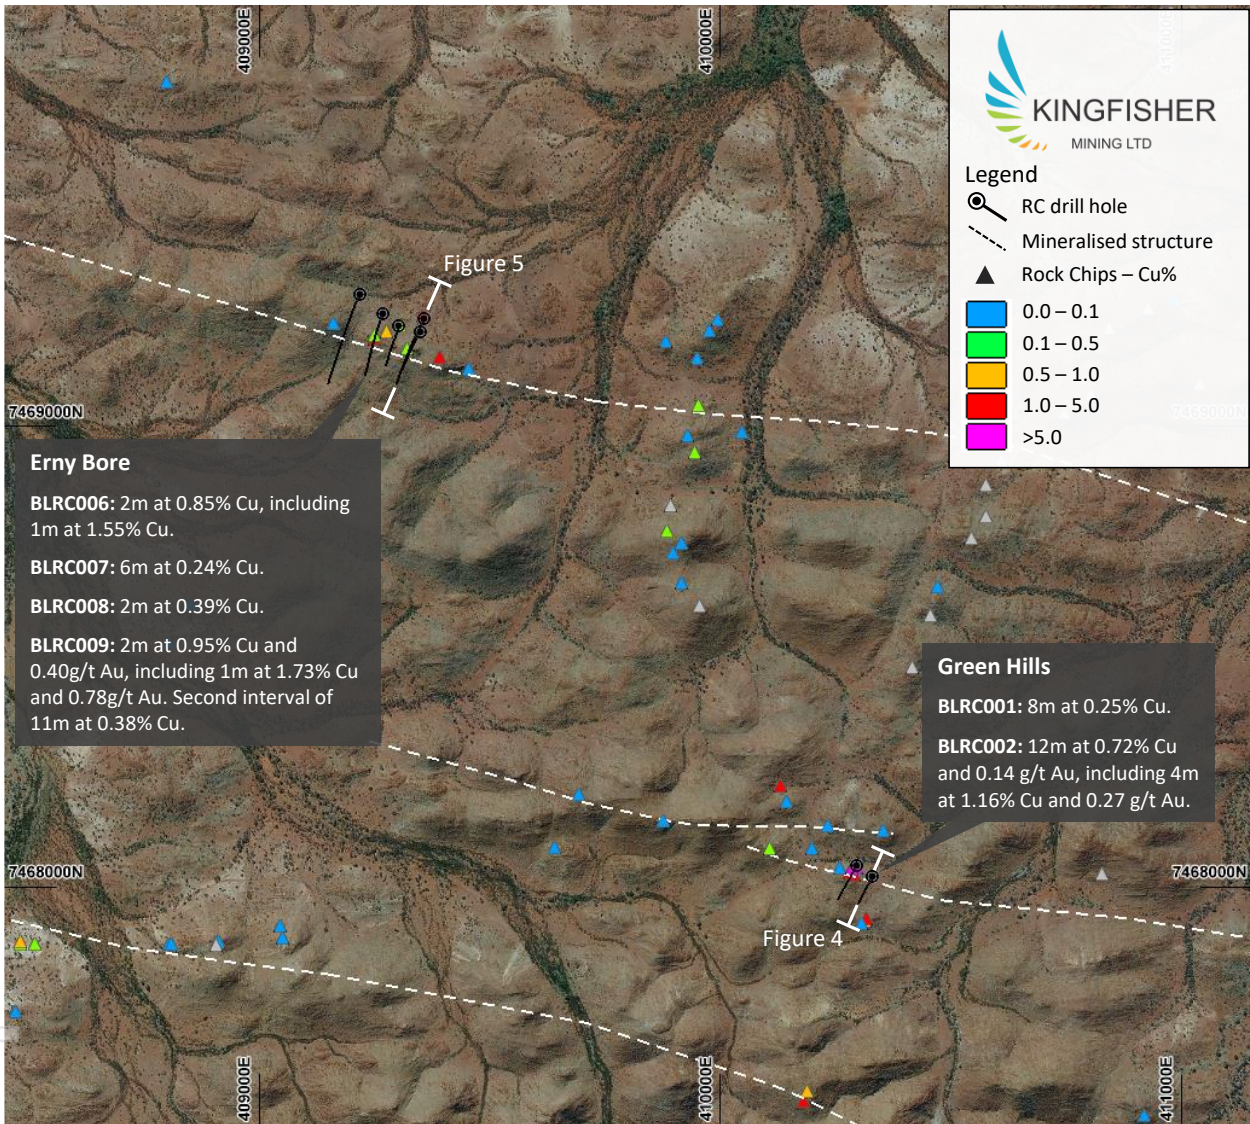 409000E
410000E
411000E
KINGFISHER
MINING LTD
Legend
RC drill hole
Mineralised structure
Rock Chips – Cu%
0.0 – 0.1
0.1 – 0.5
0.5 – 1.0
1.0 – 5.0
>5.0
Figure 5
7469000N
7469000N
Erny Bore
BLRC006: 2m at 0.85% Cu, including
1m at 1.55% Cu.
BLRC007: 6m at 0.24% Cu.
BLRC008: 2m at 0.39% Cu.
BLRC009: 2m at 0.95% Cu and
0.40g/t Au, including 1m at 1.73% Cu
and 0.78g/t Au. Second interval of
11m at 0.38% Cu.
Green Hills
BLRC001: 8m at 0.25% Cu.
BLRC002: 12m at 0.72% Cu
and 0.14 g/t Au, including 4m
at 1.16% Cu and 0.27 g/t Au.
7468000N
7468000N
Figure 4
409000E
410000E
411000E